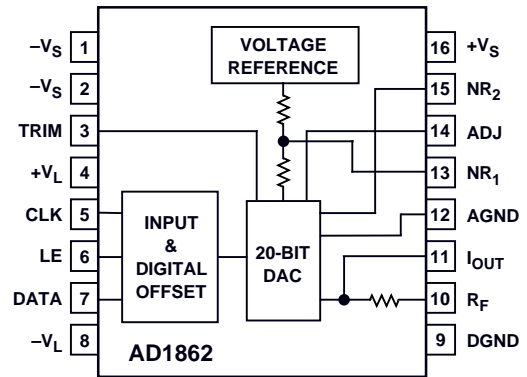 –VS 1
–VS 2
TRIM 3
+VL 4
CLK 5
LE 6
DATA 7
–VL 8
VOLTAGE
REFERENCE
INPUT
&
DIGITAL
OFFSET
20-BIT
DAC
AD1862
16 +VS
15 NR2
14 ADJ
13 NR1
12 AGND
11 IOUT
10 RF
9 DGND